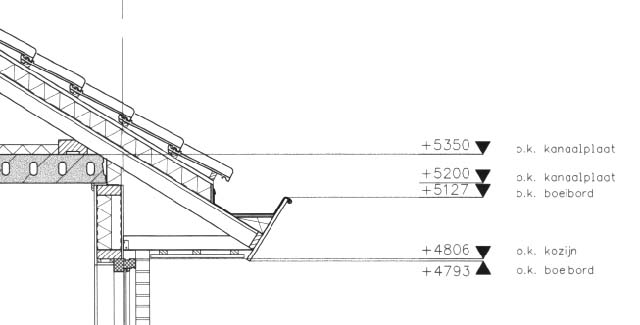 +5350 o.k. kanaalplaat
+5200 o.k. kanaalplaat
+5127 o.k. boeibord
+4806 o.k. kozijn
+4793 o.k. boeibord